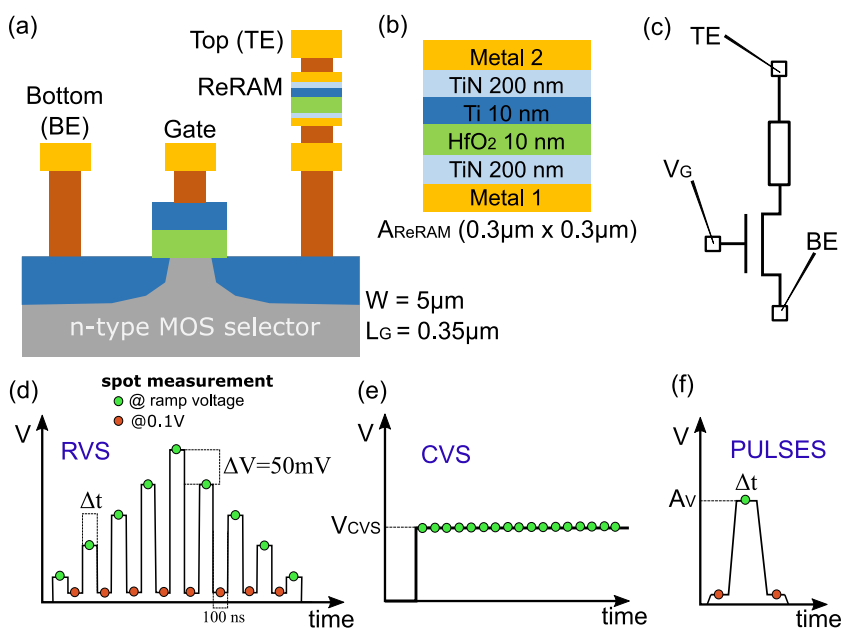 (a)
Top (TE)
ReRAM
Bottom
(BE)
Gate
n-type MOS selector
W = 5µm
LG = 0.35µm
(b)
Metal 2
TiN 200 nm
Ti 10 nm
HfO2 10 nm
TiN 200 nm
Metal 1
AReRAM (0.3µm x 0.3µm)
(c)
TE
VG
BE
(d)
spot measurement
@ ramp voltage
@0.1V
V
RVS
Δt
ΔV=50mV
100 ns
time
(e)
V
CVS
VCVS
time
(f)
V
PULSES
Δt
AV
time